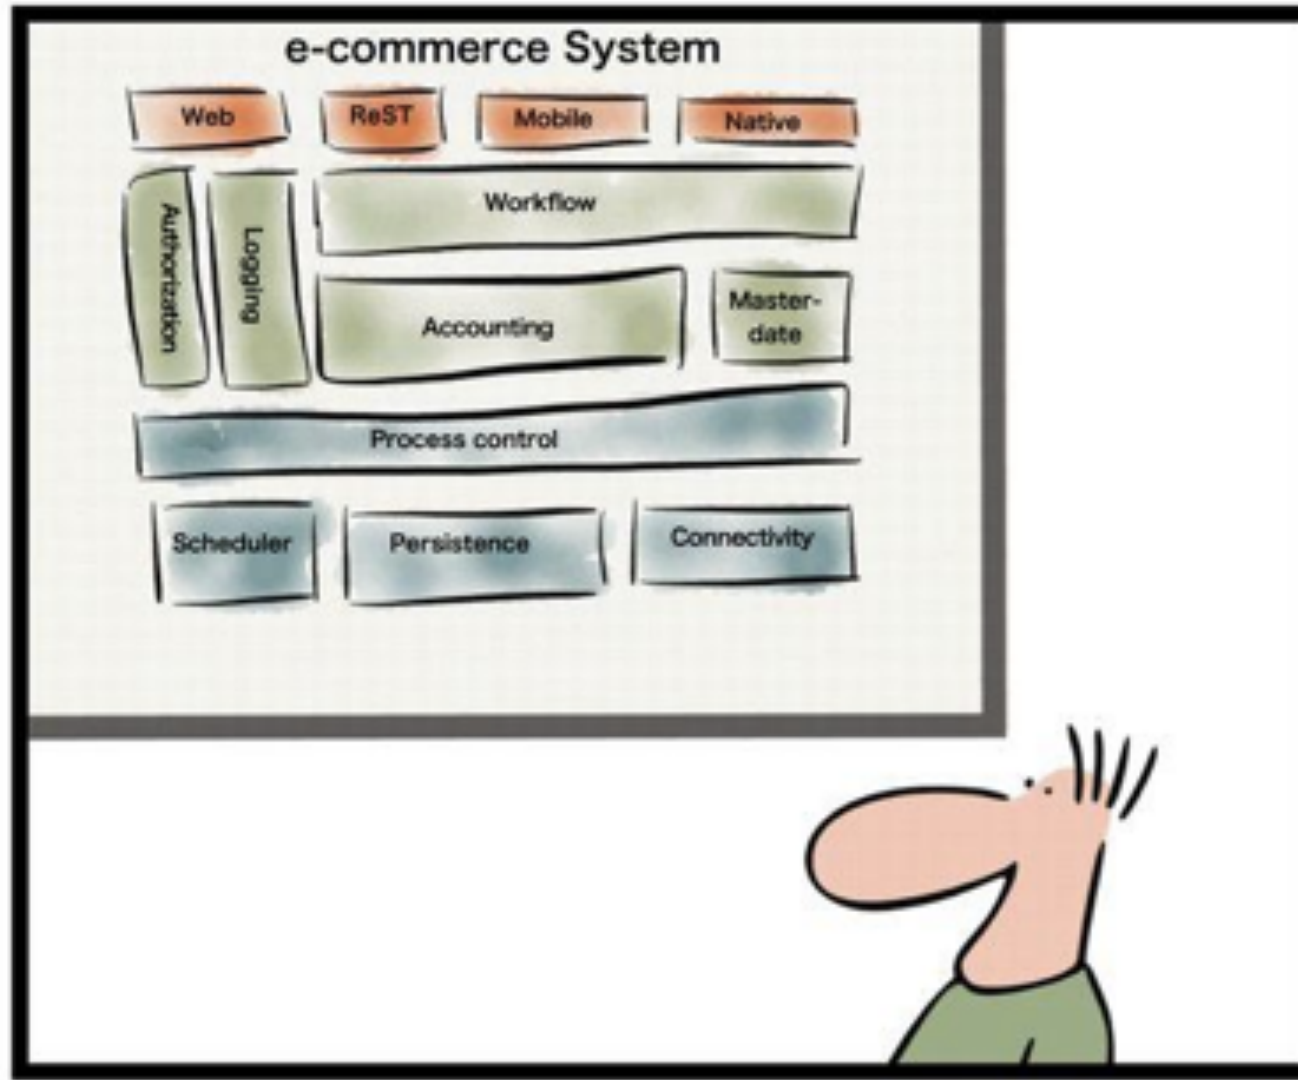 e-commerce System
Web
ReST
Mobile
Native
Authorization
Logging
Workflow
Accounting
Master-
date
Process control
Scheduler
Persistence
Connectivity